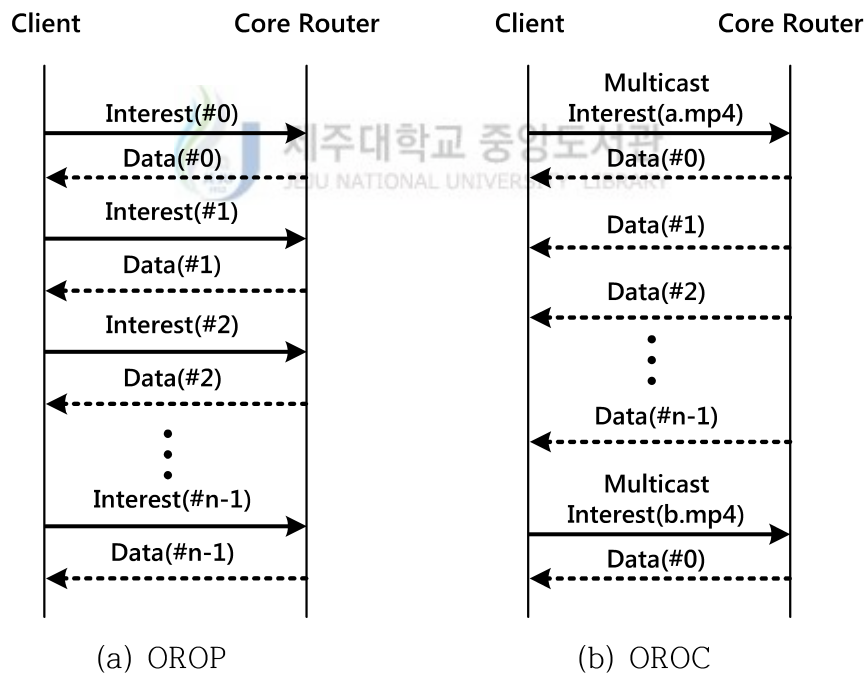 Client
Core Router
Interest(#0)
Data(#0)
Interest(#1)
Data(#1)
Interest(#2)
Data(#2)
Interest(#n-1)
Data(#n-1)
(a) OROP
Client
Core Router
Multicast
Interest(a.mp4)
Data(#0)
Data(#1)
Data(#2)
Data(#n-1)
Multicast
Interest(b.mp4)
Data(#0)
(b) OROC
제주대학교 중앙도서관
JEJU NATIONAL UNIVERSITY LIBRARY